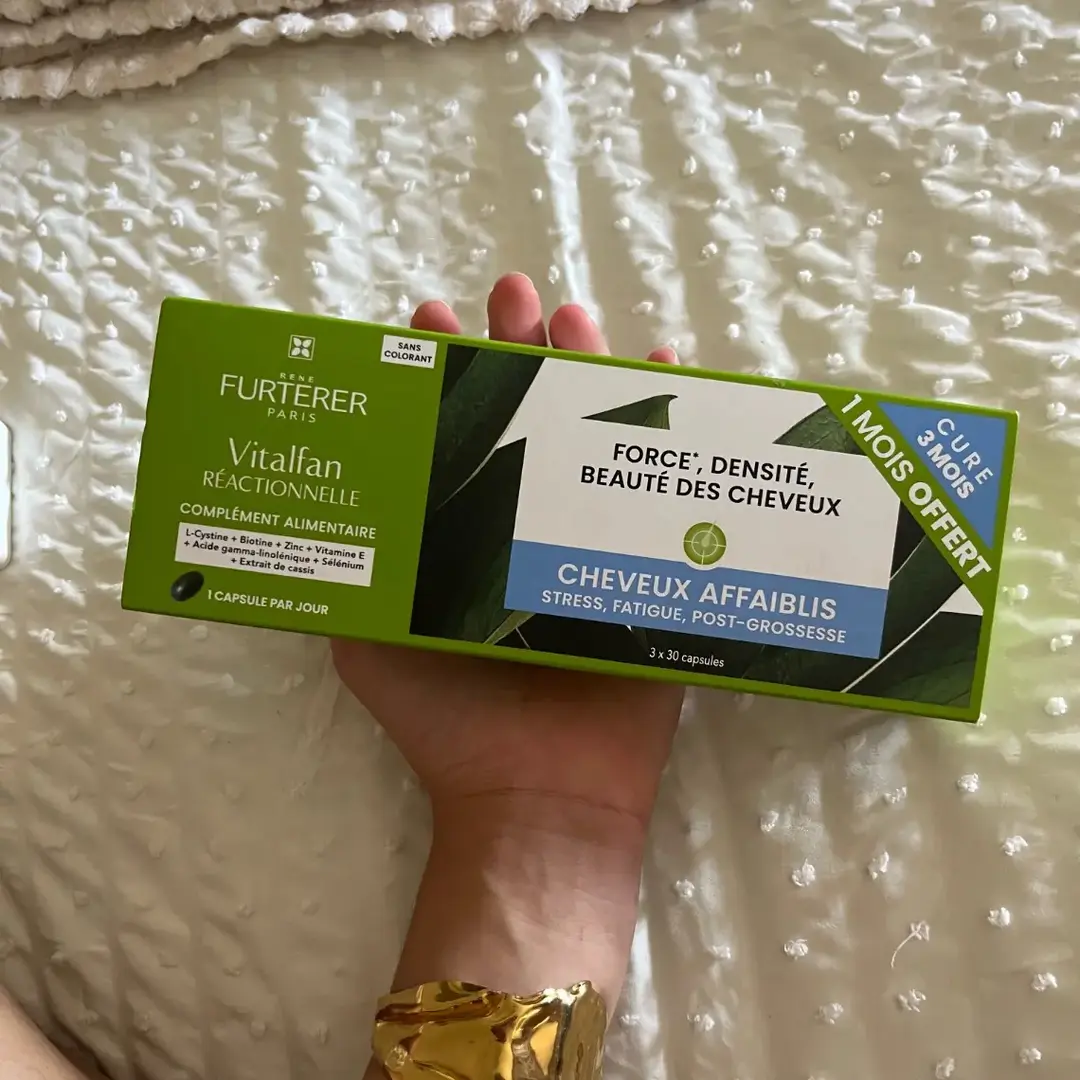 RENE
FURTERER
PARIS
Vitalfan
RÉACTIONNELLE
COMPLÉMENT ALIMENTAIRE
L-Cystine + Biotine + Zinc + Vitamine E
+ Acide gamma-linolénique + Sélénium
+ Extrait de cassis
1 CAPSULE PAR JOUR
SANS
COLORANT
FORCE*, DENSITÉ,
BEAUTÉ DES CHEVEUX
CHEVEUX AFFAIBLIS
STRESS, FATIGUE, POST-GROSSESSE
3 x 30 capsules
1 MOIS OFFERT
CURE
3 MOIS